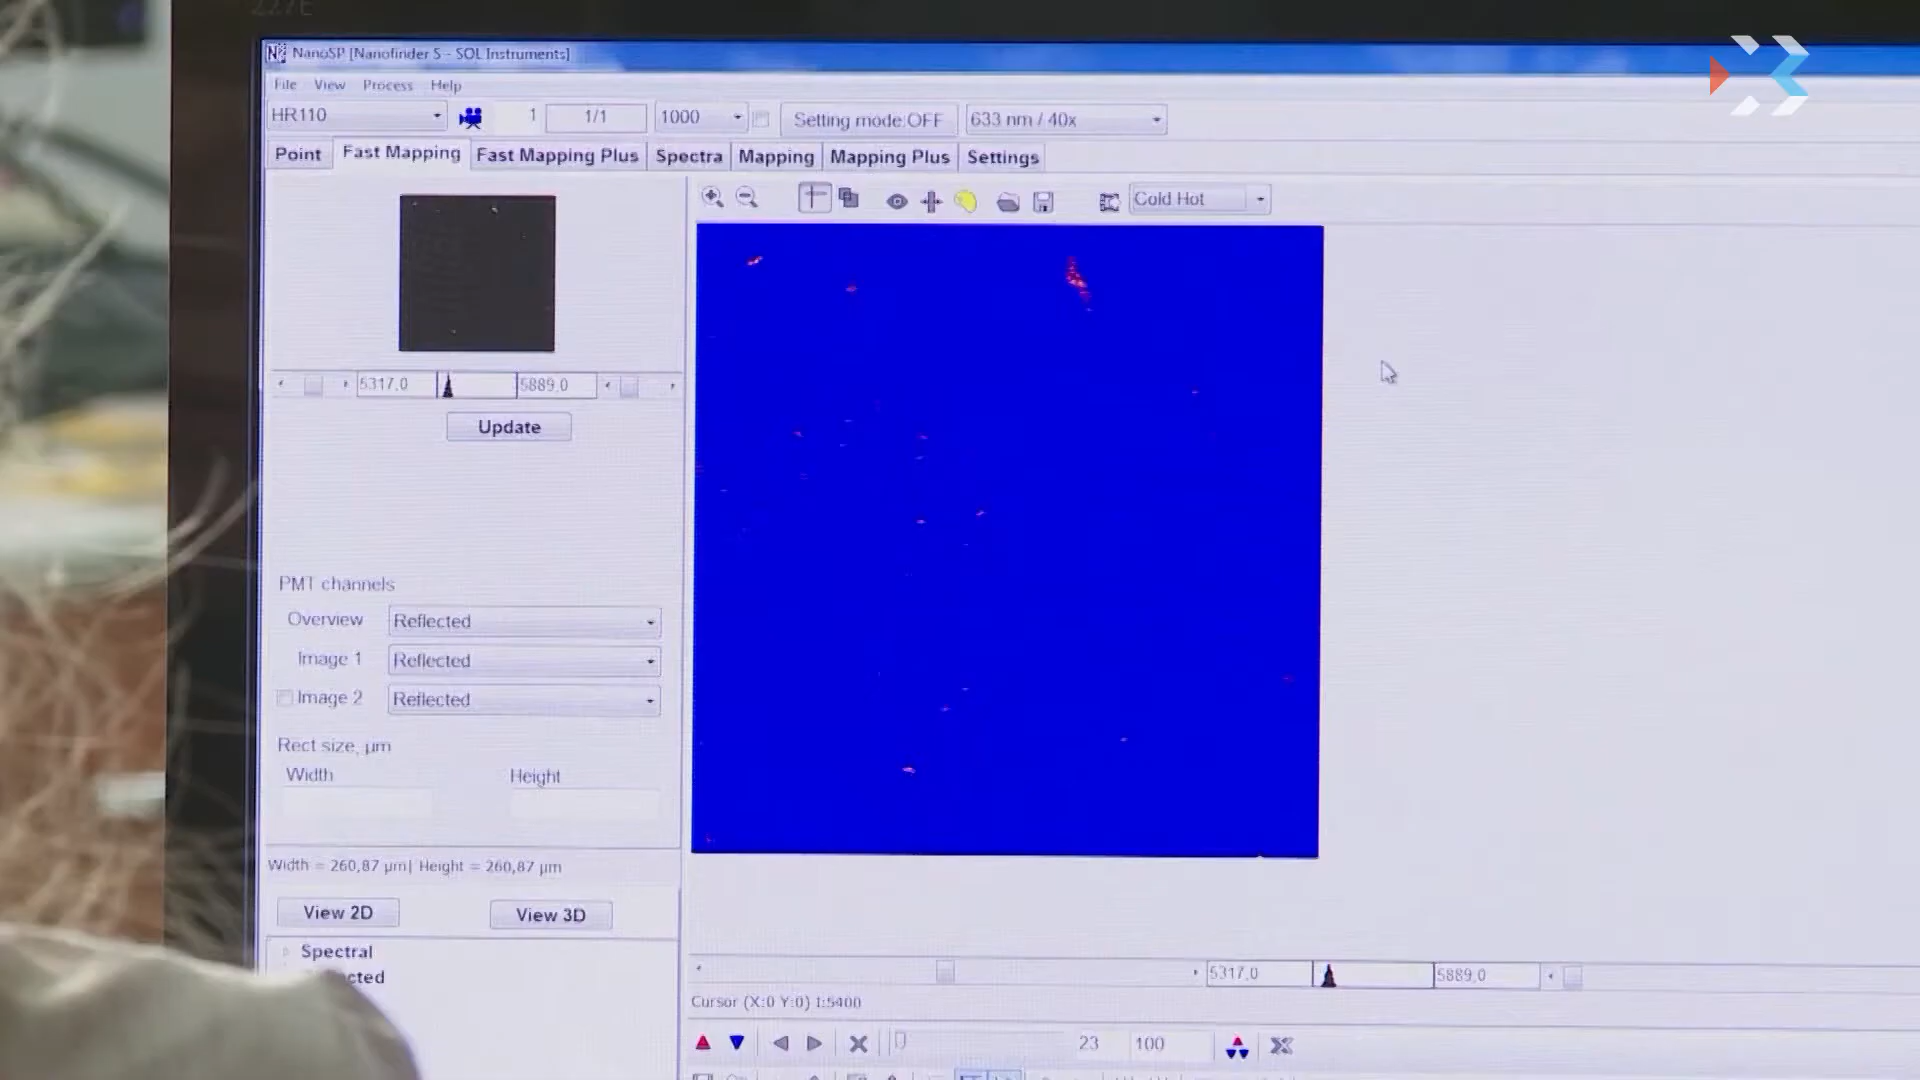 227E
NanoSP [Nanofinder S - SOL Instruments]
File View Process Help
HR110 1 1/1 1000 Setting mode:OFF 633 nm / 40x
Point Fast Mapping Fast Mapping Plus Spectra Mapping Mapping Plus Settings
Cold Hot
5317,0 5889,0
Update
PMT channels
Overview Reflected
Image 1 Reflected
Image 2 Reflected
Rect size, µm
Width Height
Width = 260,87 µm| Height = 260,87 µm
View 2D View 3D
Spectral
cted
5317,0 5889,0
Cursor (X:0 Y:0) 1:5400
23 100